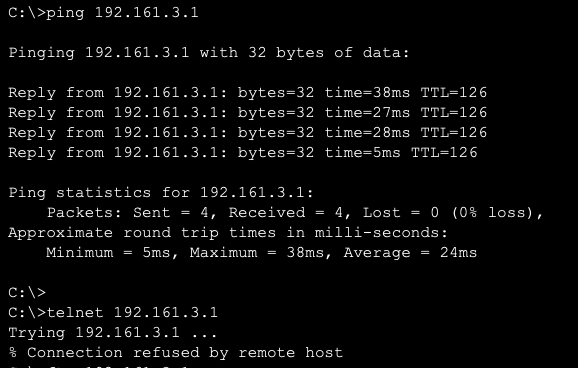 C:\>ping 192.161.3.1
Pinging 192.161.3.1 with 32 bytes of data:
Reply from 192.161.3.1: bytes=32 time=38ms TTL=126
Reply from 192.161.3.1: bytes=32 time=27ms TTL=126
Reply from 192.161.3.1: bytes=32 time=28ms TTL=126
Reply from 192.161.3.1: bytes=32 time=5ms TTL=126
Ping statistics for 192.161.3.1:
Packets: Sent = 4, Received = 4, Lost = 0 (0% loss),
Approximate round trip times in milli-seconds:
Minimum = 5ms, Maximum = 38ms, Average = 24ms
C:\>
C:\>telnet 192.161.3.1
Trying 192.161.3.1 ...
% Connection refused by remote host